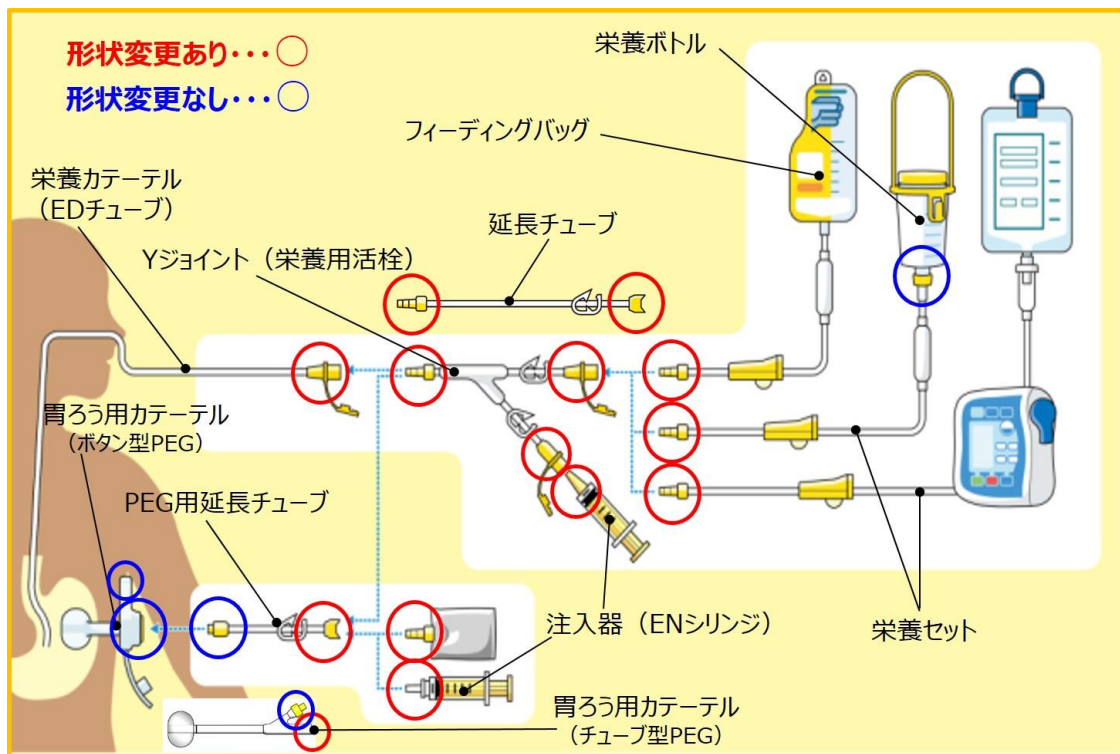 形状変更あり・・・○
形状変更なし・・・○
栄養ボトル
フィーディングバッグ
栄養カテーテル
（EDチューブ）
延長チューブ
Yジョイント（栄養用活栓）
胃ろう用カテーテル
（ボタン型PEG）
PEG用延長チューブ
注入器（ENシリンジ）
栄養セット
胃ろう用カテーテル
（チューブ型PEG）